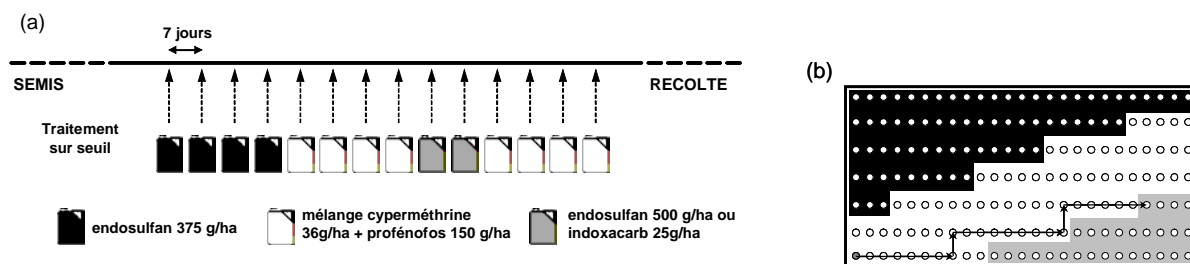 (a)
7 jours
SEMIS
RECOLTE
Traitement
sur seuil
endosulfan 375 g/ha
mélange cyperméthrine
36g/ha + profénofos 150 g/ha
endosulfan 500 g/ha ou
indoxacarb 25g/ha
(b)